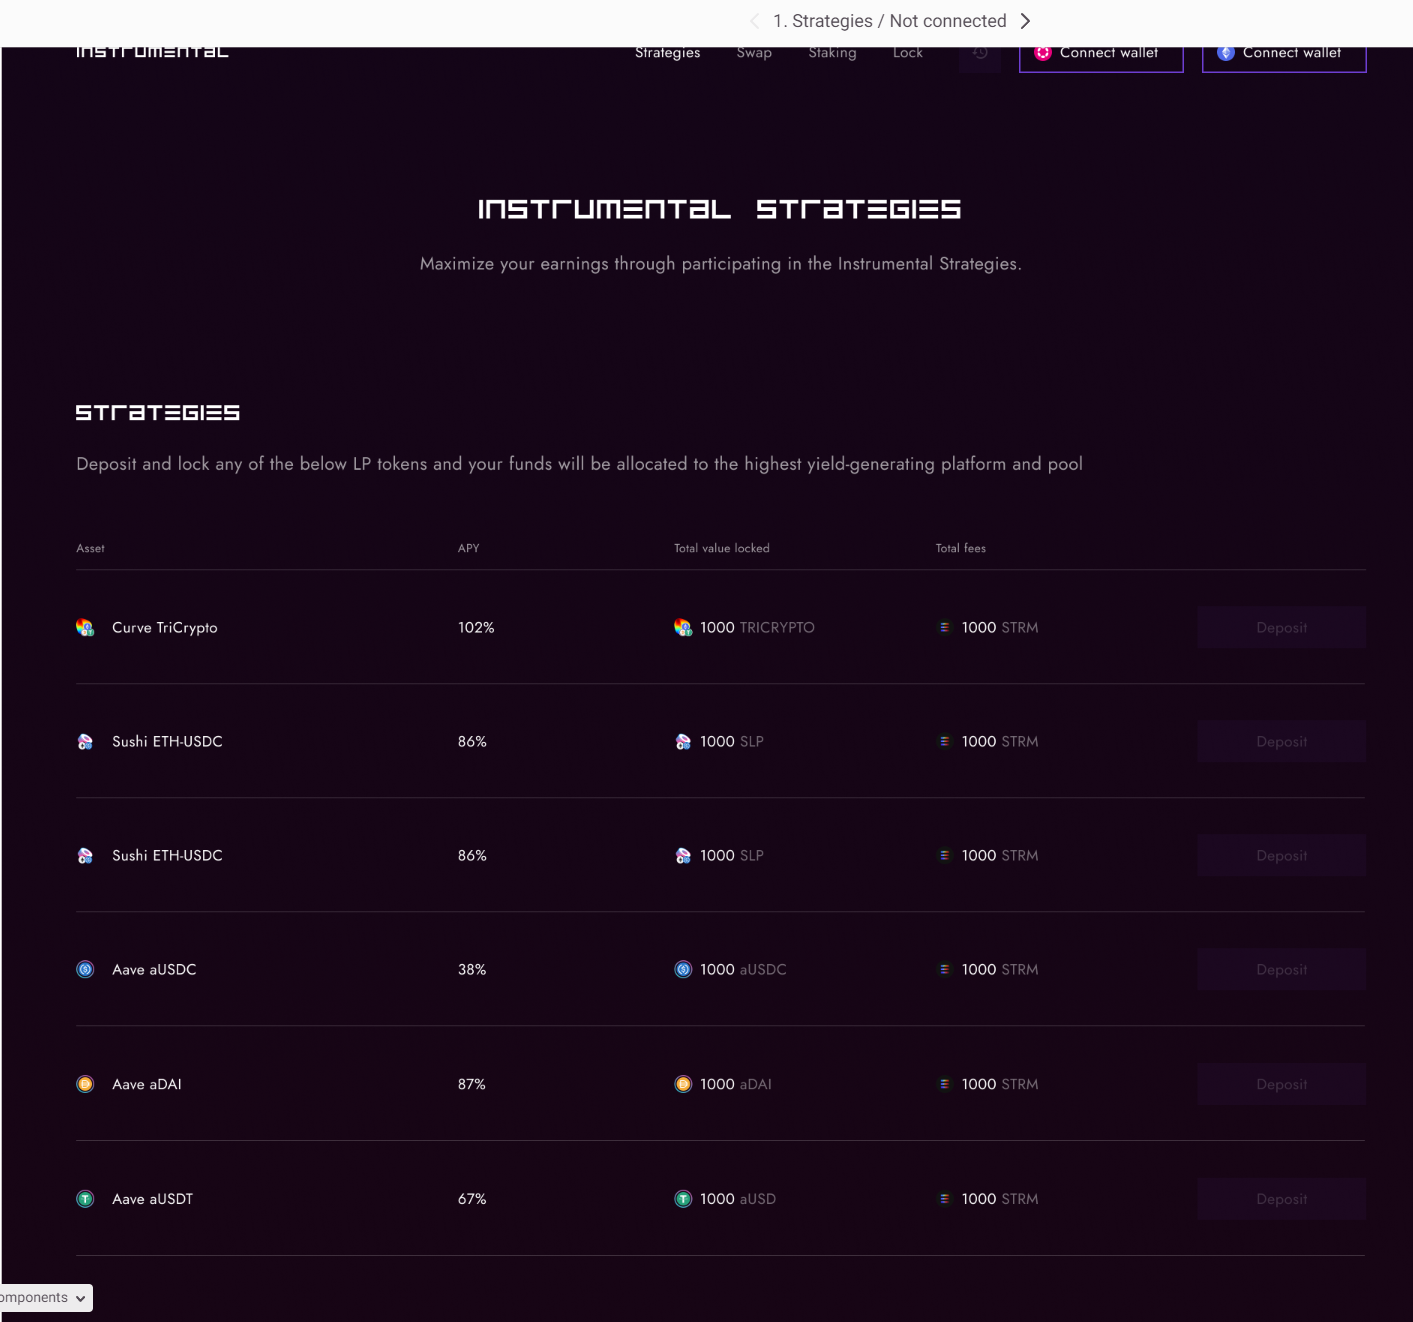 1. Strategies / Not connected
INSTRUMENTAL
Strategies Swap Staking Lock Connect wallet Connect wallet
INSTRUMENTAL STRATEGIES
Maximize your earnings through participating in the Instrumental Strategies.
STRATEGIES
Deposit and lock any of the below LP tokens and your funds will be allocated to the highest yield-generating platform and pool
Asset APY Total value locked Total fees
Curve TriCrypto 102% 1000 TRICRYPTO 1000 STRM Deposit
Sushi ETH-USDC 86% 1000 SLP 1000 STRM Deposit
Sushi ETH-USDC 86% 1000 SLP 1000 STRM Deposit
Aave aUSDC 38% 1000 aUSDC 1000 STRM Deposit
Aave aDAI 87% 1000 aDAI 1000 STRM Deposit
Aave aUSDT 67% 1000 aUSD 1000 STRM Deposit
omponents